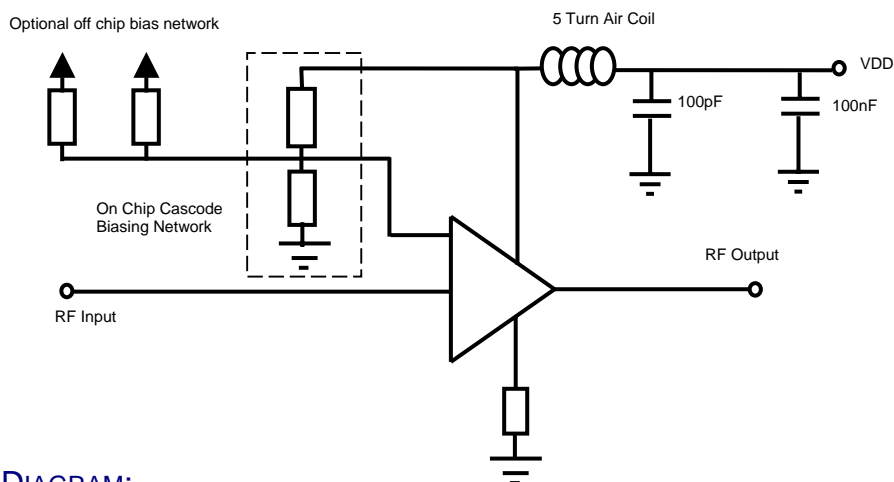 5 Turn Air Coil
Optional off chip bias network
VDD
100pF
100nF
On Chip Cascode
Biasing Network
RF Output
RF Input
DIAGRAM: